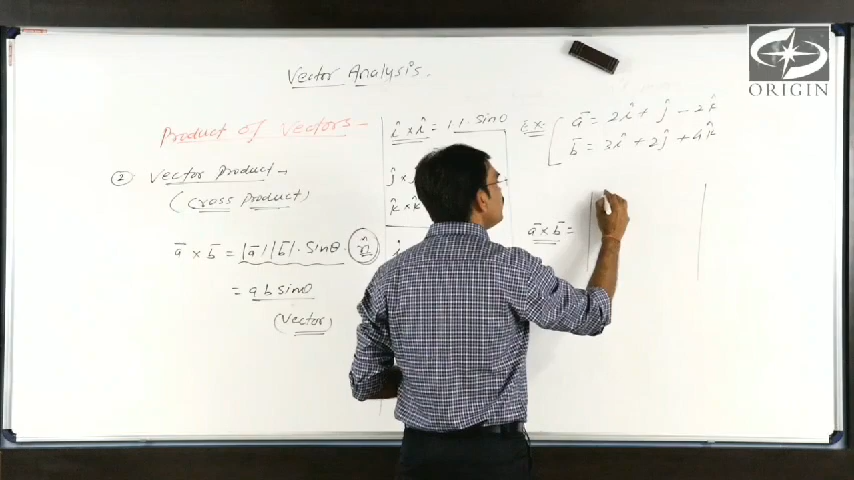 Vector Analysis.
ORIGIN
Product of Vectors -
② Vector Product →
(Cross Product)
a̅ × b̅ = |a̅| |b̅| · Sinθ · n̂
= ab sinθ
(Vector)
î × î = 1·1· Sinθ
ĵ ×
k̂ × k̂
Ex.
a̅ = 2î + ĵ - 2k̂
b̅ = 3î + 2ĵ + 4k̂
a̅ × b̅ =